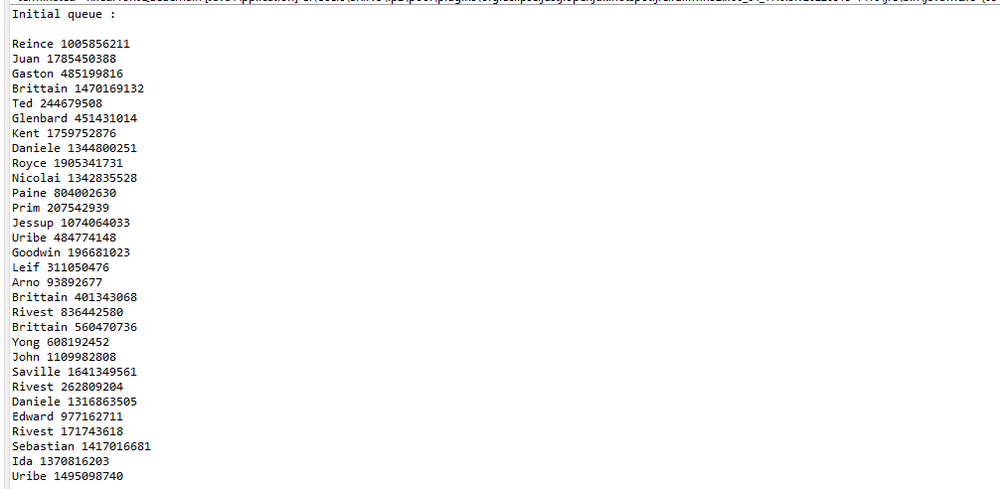 Initial queue :
Reince 1005856211
Juan 1785450388
Gaston 485199816
Brittain 1470169132
Ted 244679508
Glenbard 451431014
Kent 1759752876
Daniele 1344800251
Royce 1905341731
Nicolai 1342835528
Paine 804002630
Prim 207542939
Jessup 1074064033
Uribe 484774148
Goodwin 196681023
Leif 311050476
Arno 93892677
Brittain 401343068
Rivest 836442580
Brittain 560470736
Yong 608192452
John 1109982808
Saville 1641349561
Rivest 262809204
Daniele 1316863505
Edward 977162711
Rivest 171743618
Sebastian 1417016681
Ida 1370816203
Uribe 1495098740